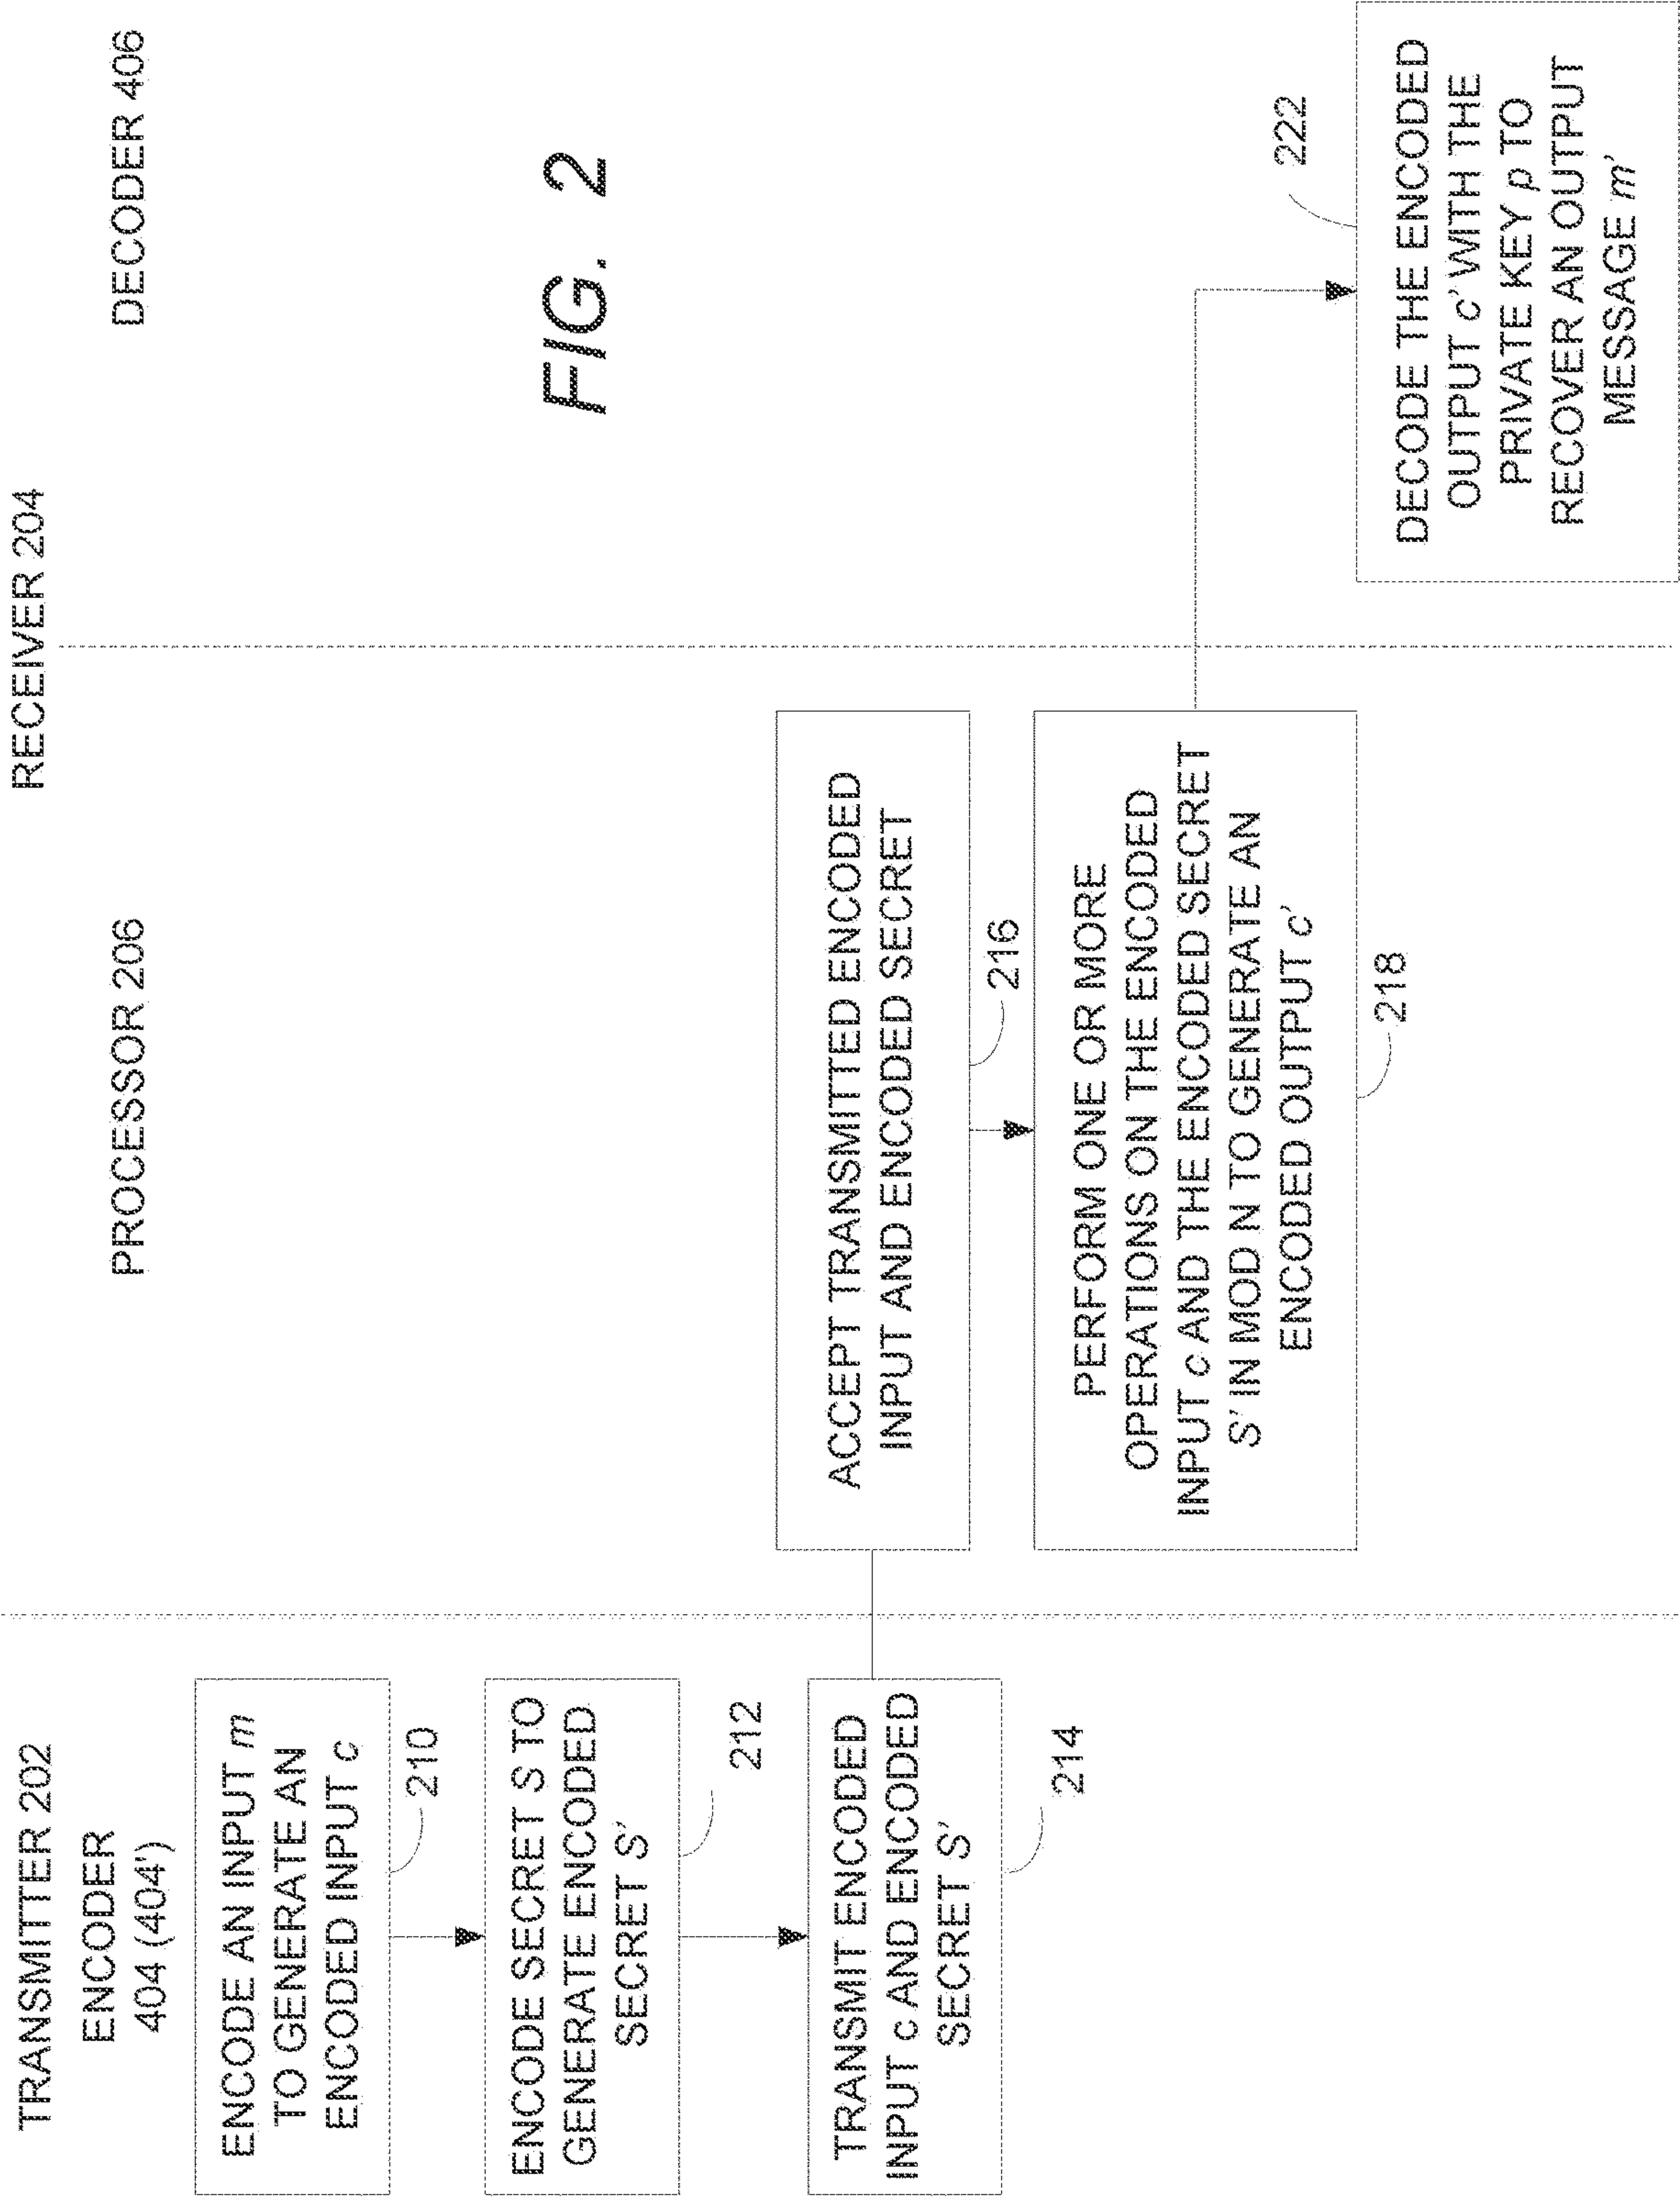 RECEIVER 204
TRANSMITTER 202
ENCODER
404 (404')
PROCESSOR 206
DECODER 406
ENCODE AN INPUT m
TO GENERATE AN
ENCODED INPUT c
210
ENCODE SECRET S TO
GENERATE ENCODED
SECRET S'
212
TRANSMIT ENCODED
INPUT c AND ENCODED
SECRET S'
214
ACCEPT TRANSMITTED ENCODED
INPUT AND ENCODED SECRET
216
PERFORM ONE OR MORE
OPERATIONS ON THE ENCODED
INPUT c AND THE ENCODED SECRET
S' IN MOD N TO GENERATE AN
ENCODED OUTPUT c'
218
222
DECODE THE ENCODED
OUTPUT c' WITH THE
PRIVATE KEY p TO
RECOVER AN OUTPUT
MESSAGE m'
FIG. 2